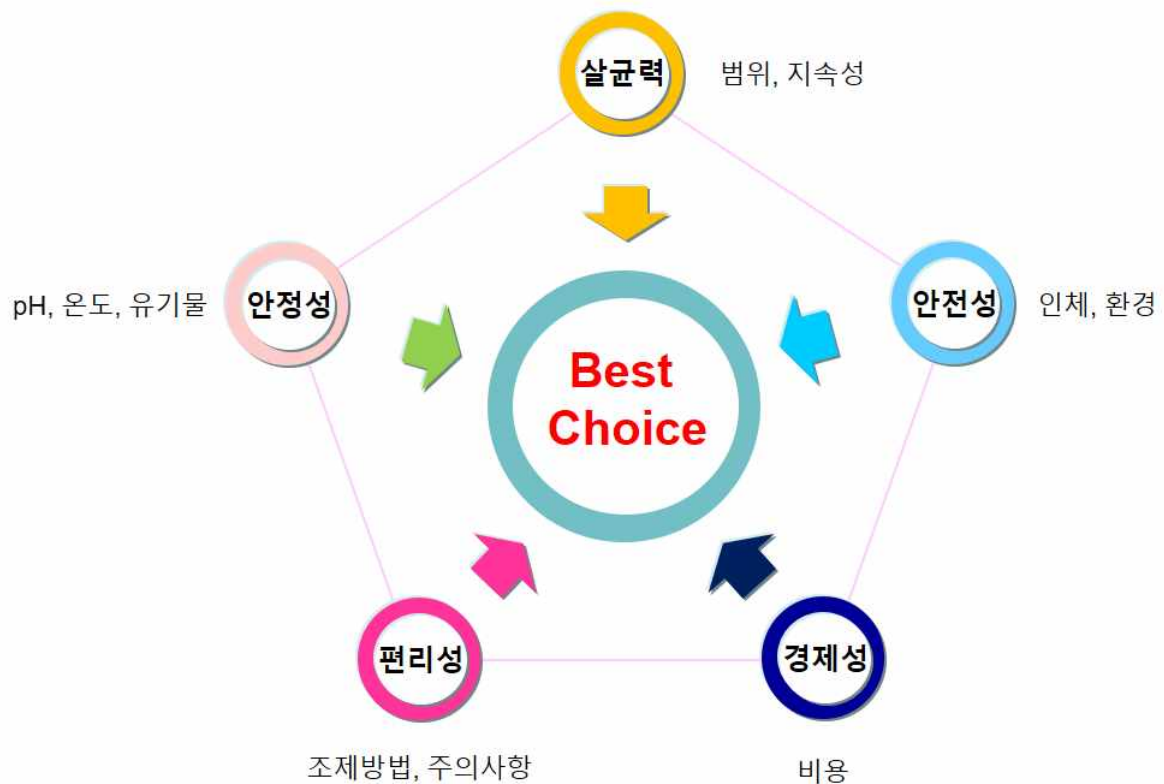 살균력
범위, 지속성
안정성
pH, 온도, 유기물
안전성
인체, 환경
Best
Choice
편리성
조제방법, 주의사항
경제성
비용